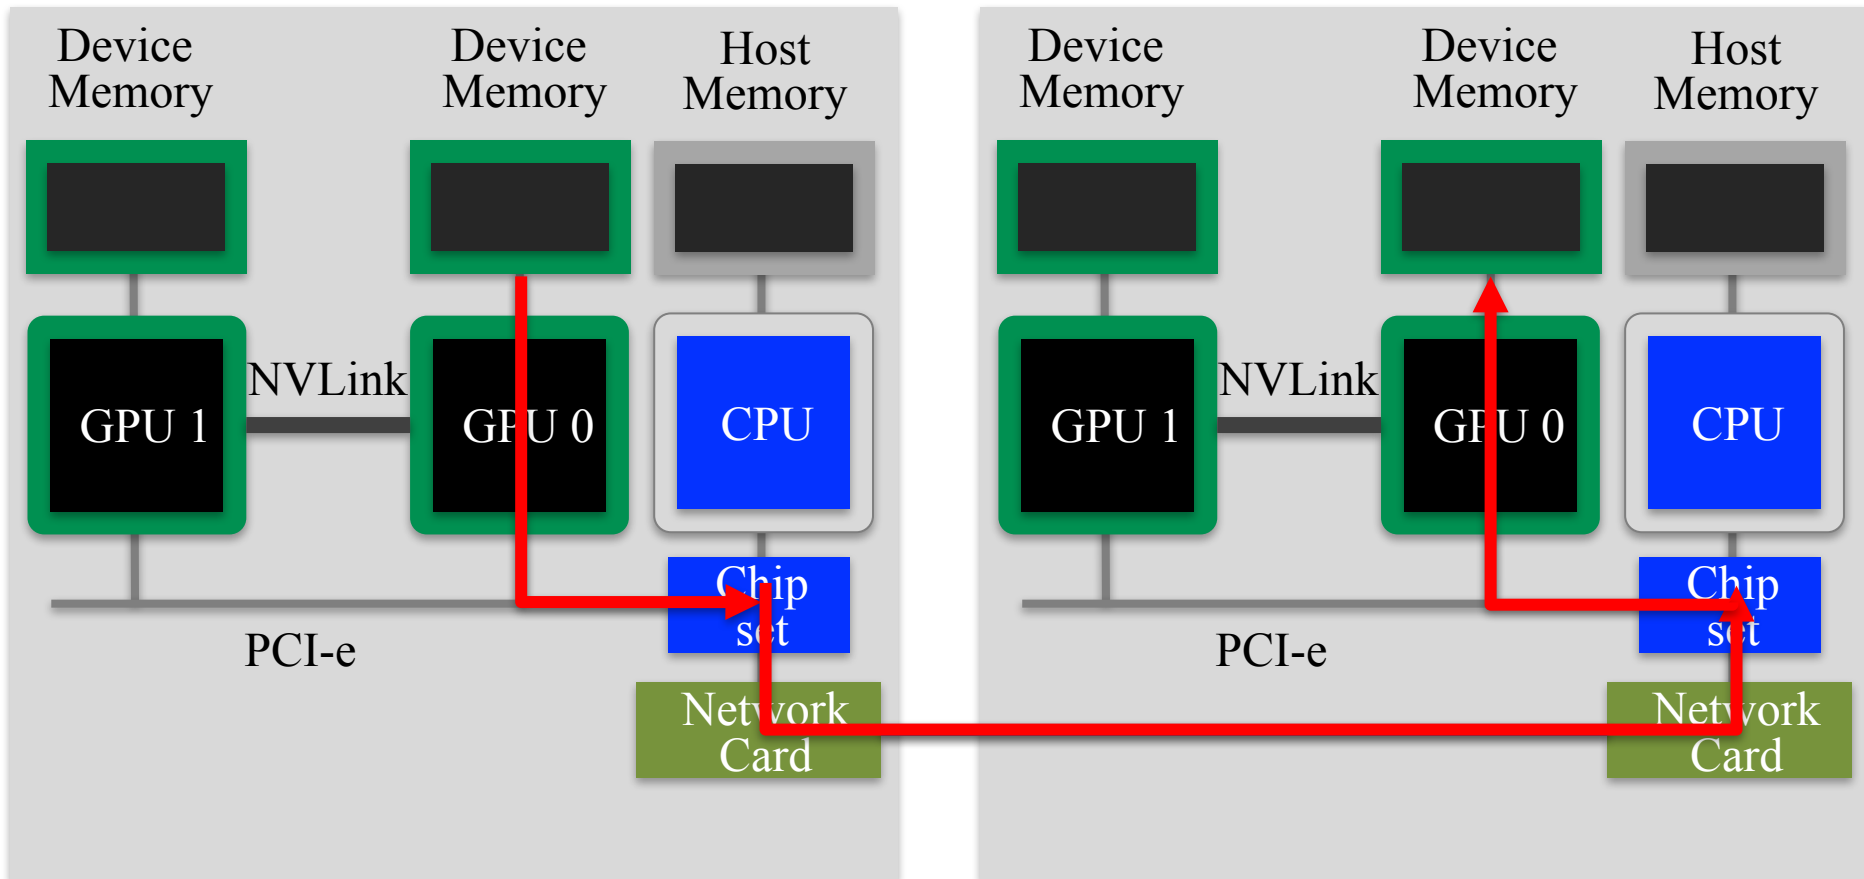 Device
Memory
Device
Memory
Host
Memory
NVLink
GPU 1
GPU 0
CPU
Chip
set
PCI-e
Network
Card
Device
Memory
Device
Memory
Host
Memory
NVLink
GPU 1
GPU 0
CPU
Chip
set
PCI-e
Network
Card